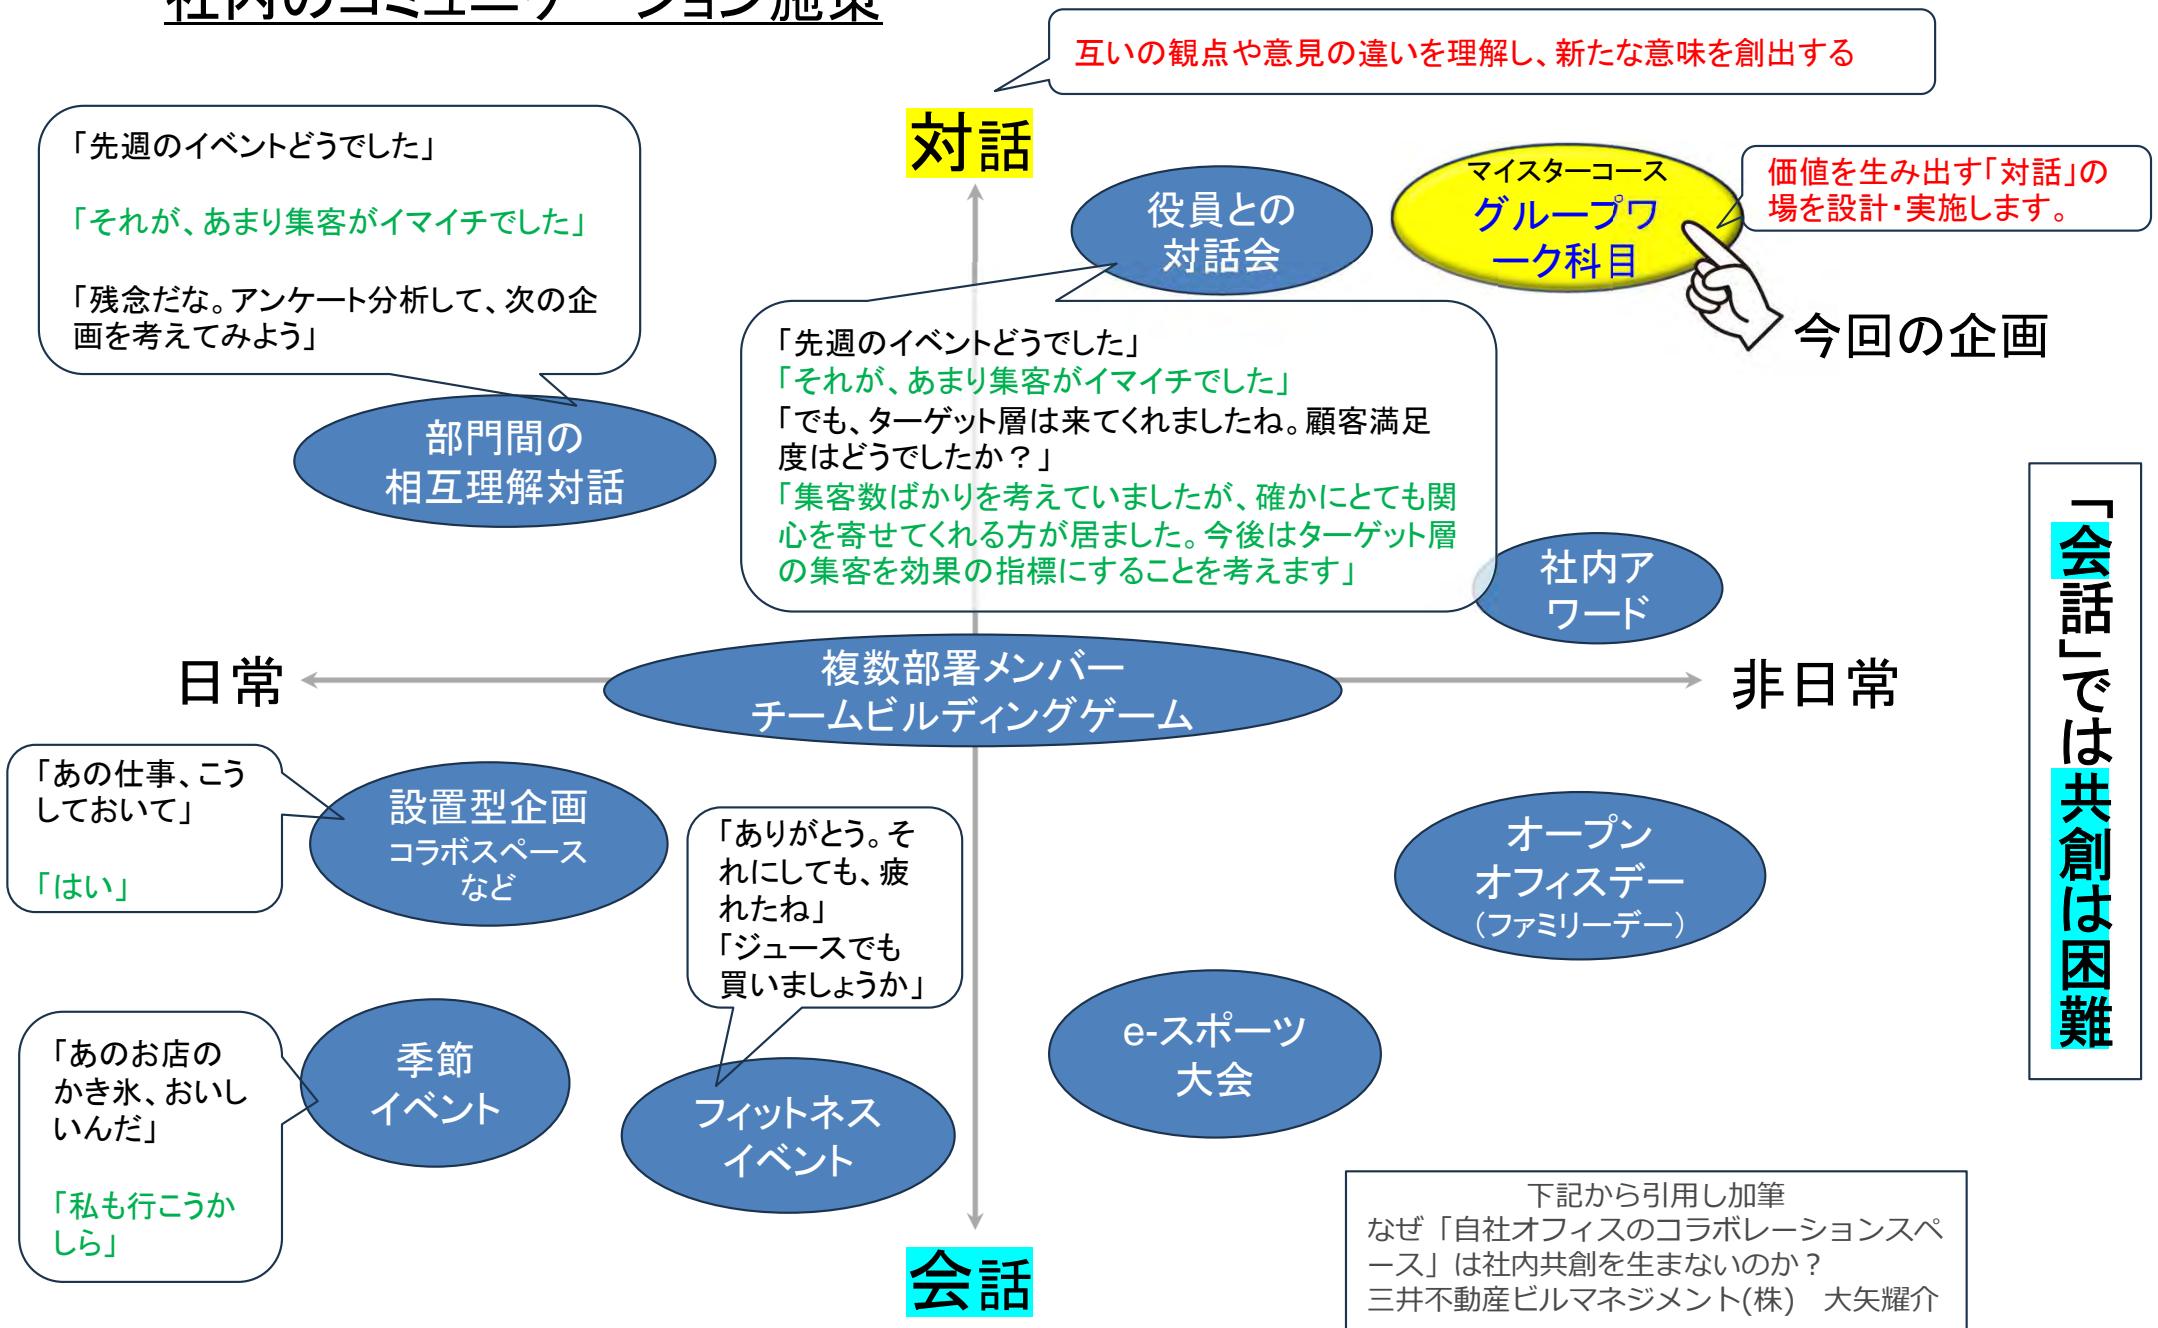 社内のコミュニケーション施策
互いの観点や意見の違いを理解し、新たな意味を創出する
対話
「先週のイベントどうでした」
「それが、あまり集客がイマイチでした」
「残念だな。アンケート分析して、次の企
画を考えてみよう」
部門間の
相互理解対話
役員との
対話会
マイスターコース
グループワ
ーク科目
価値を生み出す「対話」の
場を設計・実施します。
今回の企画
「先週のイベントどうでした」
「それが、あまり集客がイマイチでした」
「でも、ターゲット層は来てくれましたね。顧客満足
度はどうでしたか？」
「集客数ばかりを考えていましたが、確かにとても関
心を寄せてくれる方が居ました。今後はターゲット層
の集客を効果の指標にすることを考えます」
社内ア
ワード
「会話」では共創は困難
日常
複数部署メンバー
チームビルディングゲーム
非日常
「あの仕事、こう
しておいて」
「はい」
設置型企画
コラボスペース
など
「ありがとう。そ
れにしても、疲
れたね」
「ジュースでも
買いましょうか」
オープン
オフィスデー
（ファミリーデー）
「あのお店の
かき氷、おいし
いんだ」
「私も行こうか
しら」
季節
イベント
フィットネス
イベント
e-スポーツ
大会
会話
下記から引用し加筆
なぜ「自社オフィスのコラボレーションスペ
ース」は社内共創を生まないのか？
三井不動産ビルマネジメント(株)　大矢耀介